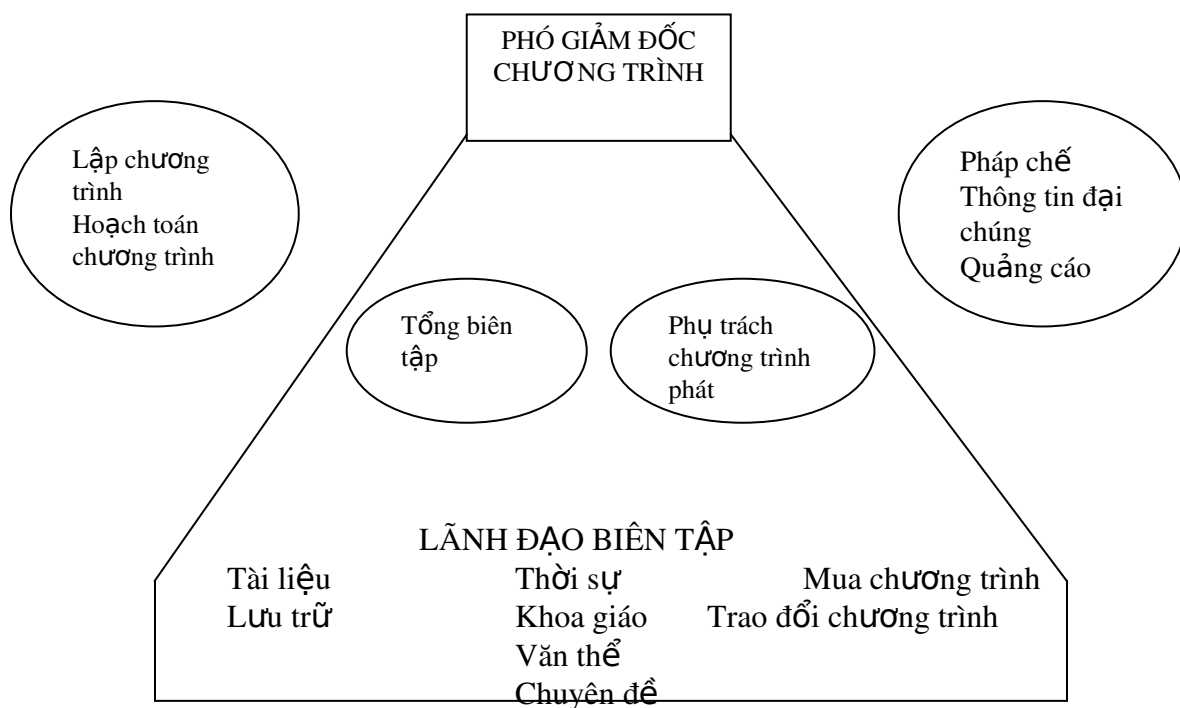 PHÓ GIẢM ĐỐC
CHƯƠNG TRÌNH
Lập chương
trình
Hoạch toán
chương trình
Pháp chế
Thông tin đại
chúng
Quảng cáo
Tổng biên
tập
Phụ trách
chương trình
phát
LÃNH ĐẠO BIÊN TẬP
Tài liệu Thời sự Mua chương trình
Lưu trữ Khoa giáo Trao đổi chương trình
Văn thể
Chuyên đề